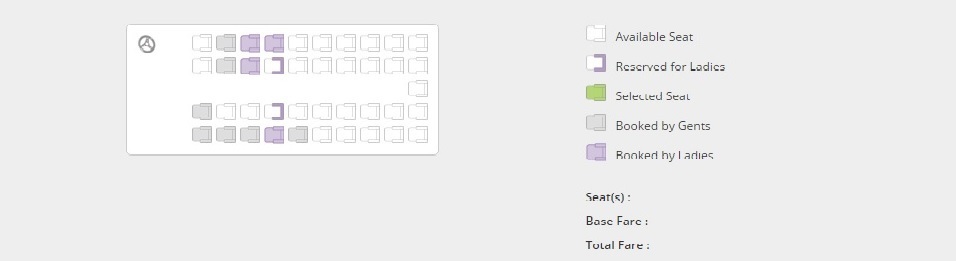 Available Seat
Reserved for Ladies
Selected Seat
Booked by Gents
Booked by Ladies
Seat(s) :
Base Fare :
Total Fare :